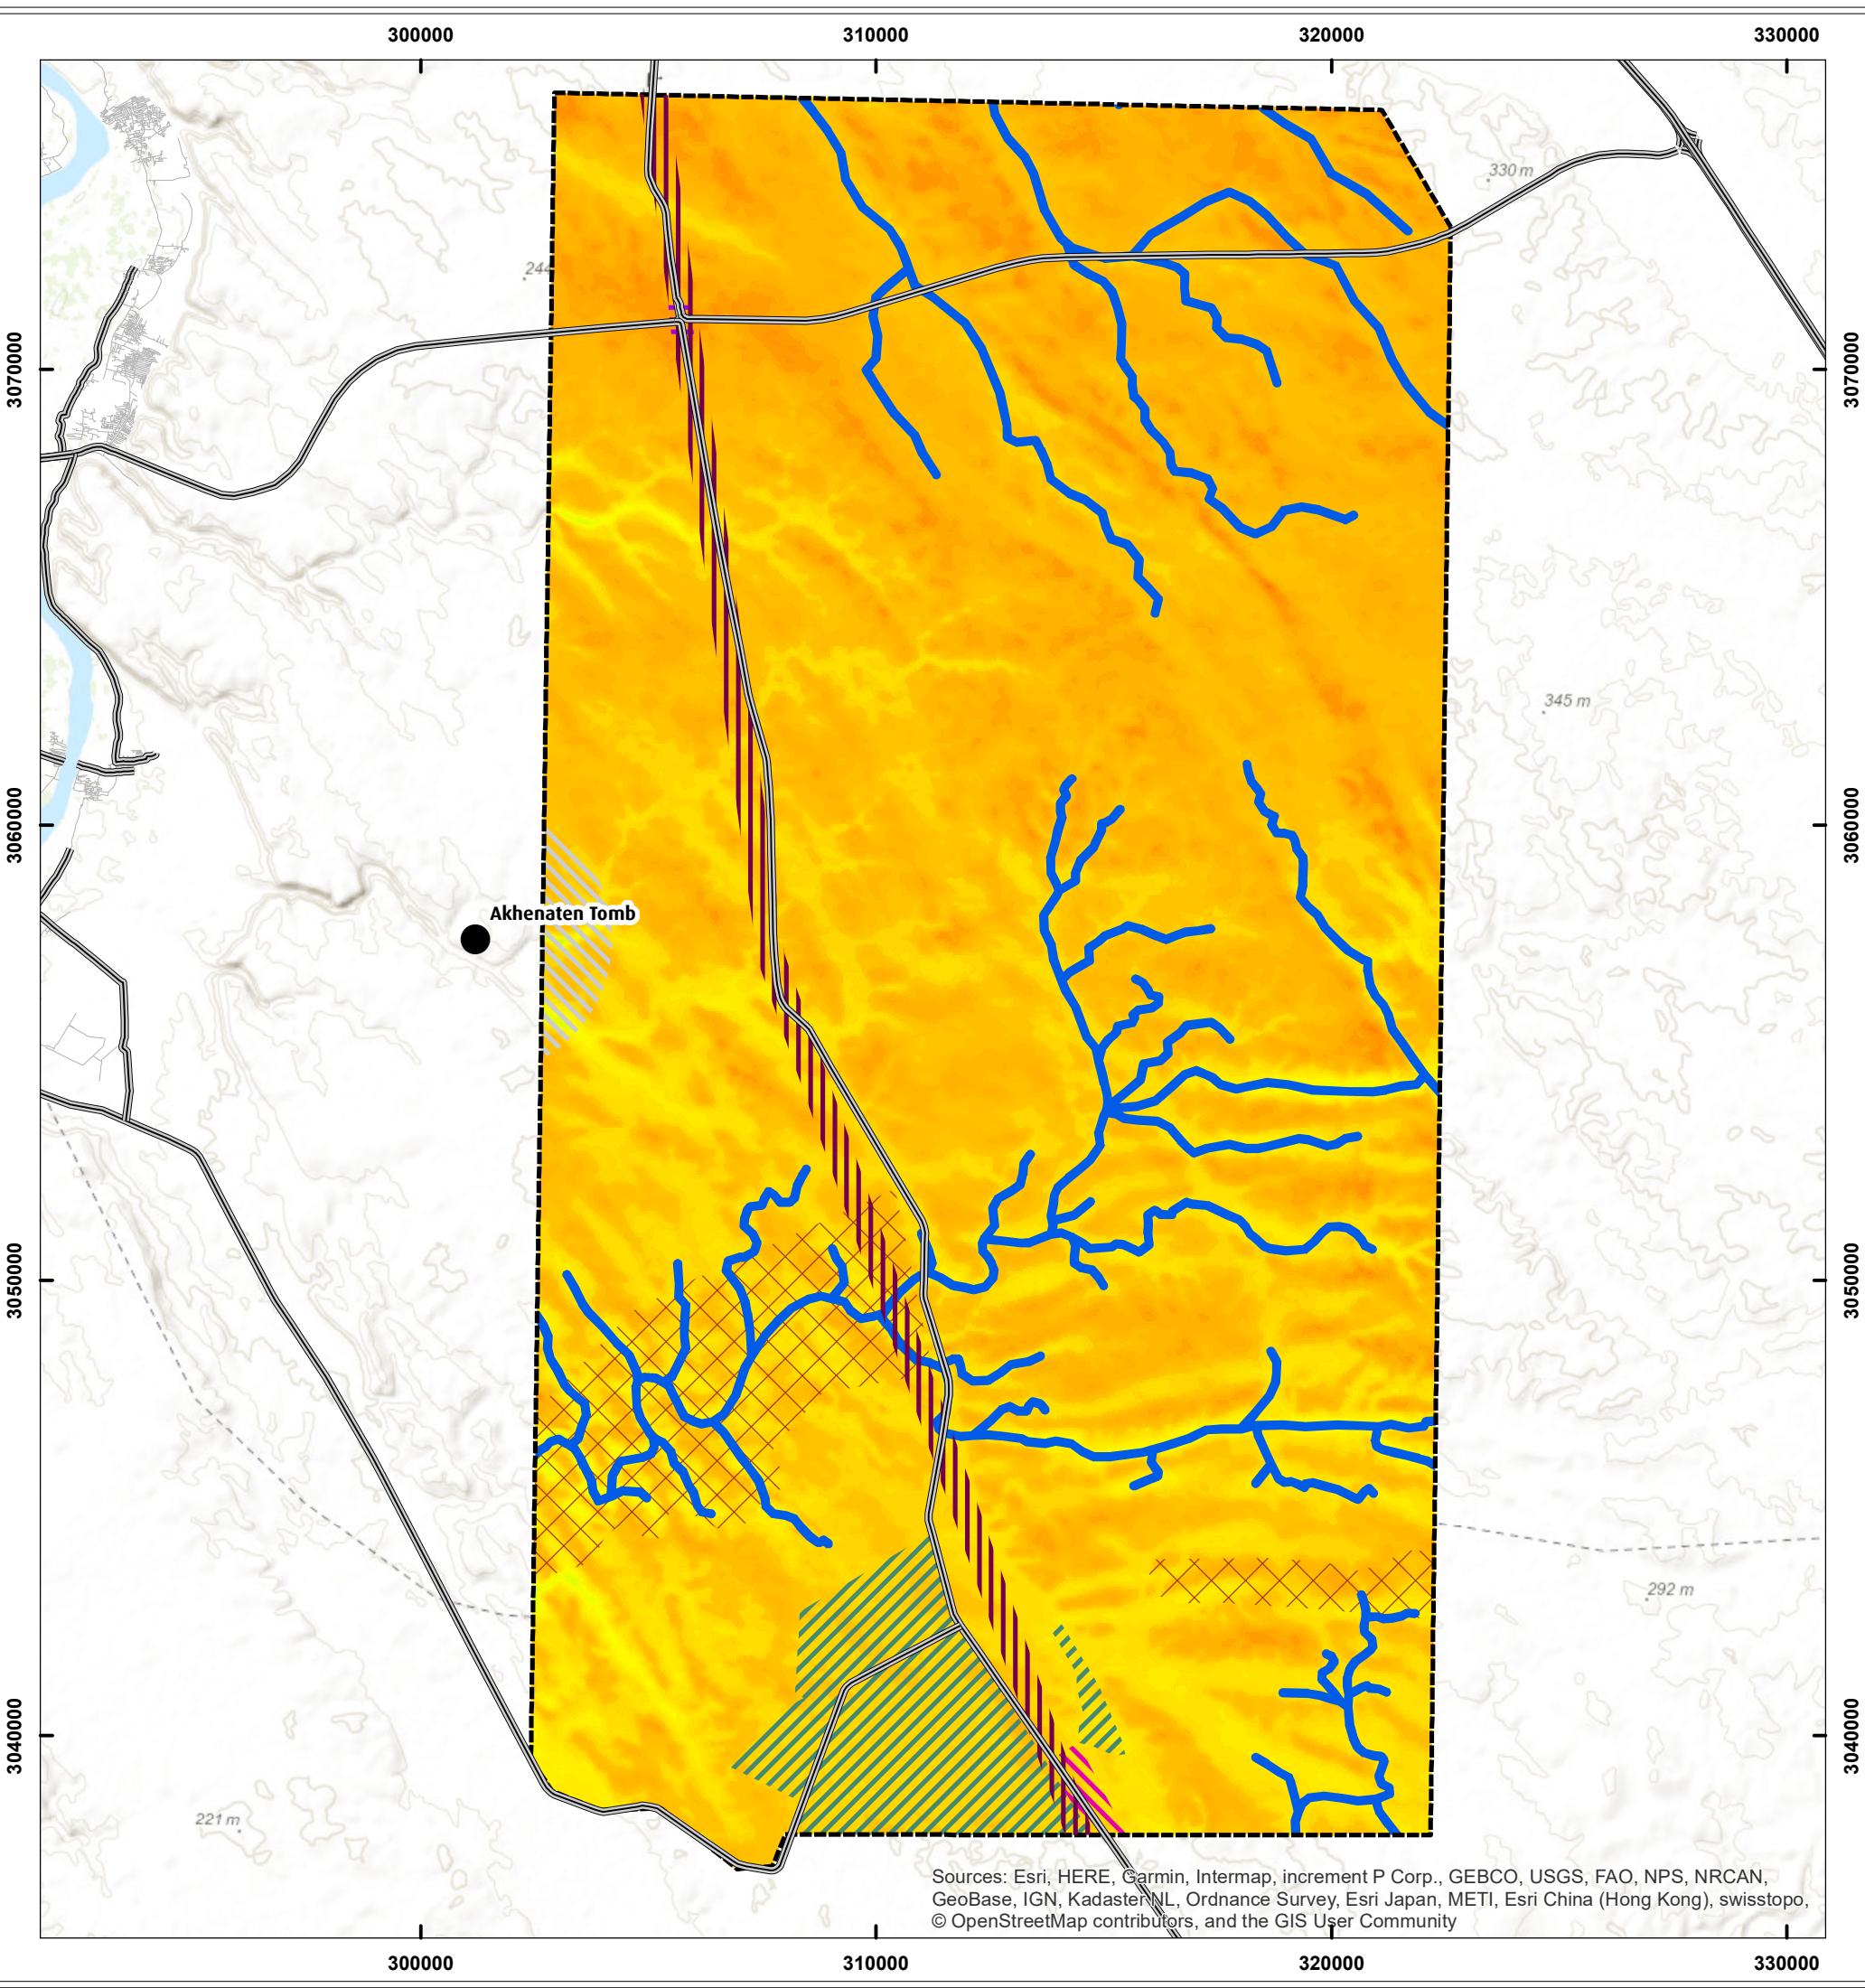 300000 310000 320000 330000
330 m
244
3070000 3070000
345 m
3060000 3060000
Akhenaten Tomb
3050000 3050000
292 m
3040000 3040000
221 m
Sources: Esri, HERE, Garmin, Intermap, increment P Corp., GEBCO, USGS, FAO, NPS, NRCAN,
GeoBase, IGN, Kadaster NL, Ordnance Survey, Esri Japan, METI, Esri China (Hong Kong), swisstopo,
© OpenStreetMap contributors, and the GIS User Community
300000 310000 320000 330000